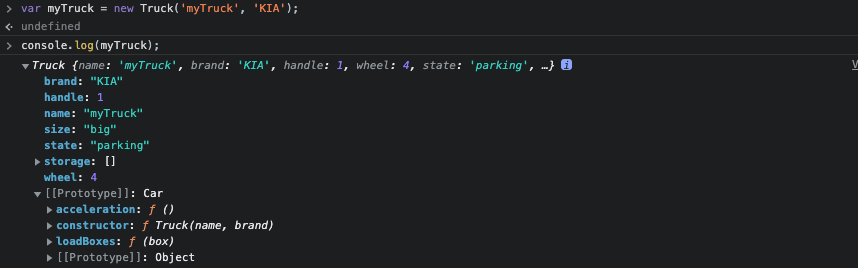 var myTruck = new Truck('myTruck', 'KIA');
undefined
console.log(myTruck);
Truck {name: 'myTruck', brand: 'KIA', handle: 1, wheel: 4, state: 'parking', …} i
brand: "KIA"
handle: 1
name: "myTruck"
size: "big"
state: "parking"
storage: []
wheel: 4
[[Prototype]]: Car
acceleration: ƒ ()
constructor: ƒ Truck(name, brand)
loadBoxes: ƒ (box)
[[Prototype]]: Object